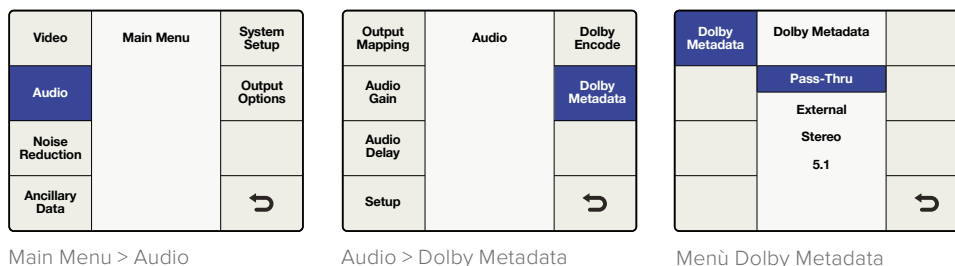 Video
Main Menu
System
Setup
Audio
Output
Options
Noise
Reduction
Ancillary
Data
Main Menu > Audio
Output
Mapping
Audio
Dolby
Encode
Audio
Gain
Dolby
Metadata
Audio
Delay
Setup
Audio > Dolby Metadata
Dolby
Metadata
Dolby Metadata
Pass-Thru
External
Stereo
5.1
Menù Dolby Metadata